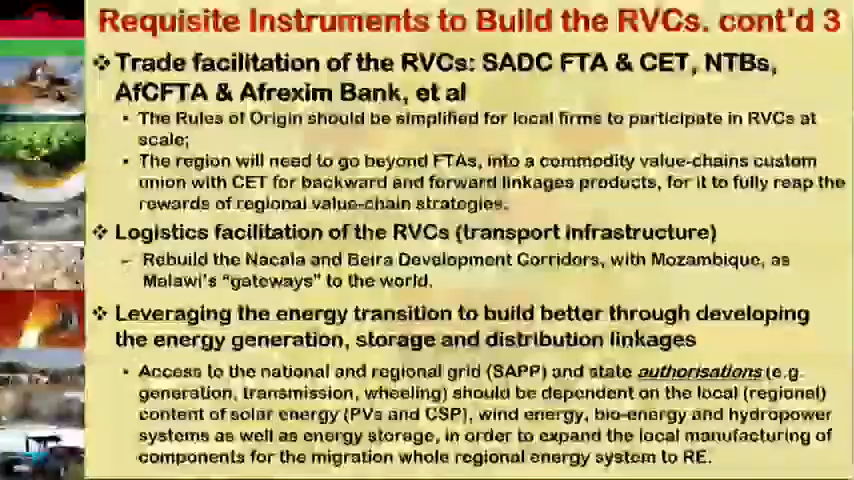 Requisite Instruments to Build the RVCs. cont'd 3
❖ Trade facilitation of the RVCs: SADC FTA & CET, NTBs,
AfCFTA & Afrexim Bank, et al
▪ The Rules of Origin should be simplified for local firms to participate in RVCs at
scale;
▪ The region will need to go beyond FTAs, into a commodity value-chains custom
union with CET for backward and forward linkages products, for it to fully reap the
rewards of regional value-chain strategies.
❖ Logistics facilitation of the RVCs (transport infrastructure)
– Rebuild the Nacala and Beira Development Corridors, with Mozambique, as
Malawi's "gateways" to the world.
❖ Leveraging the energy transition to build better through developing
the energy generation, storage and distribution linkages
▪ Access to the national and regional grid (SAPP) and state authorisations (e.g.
generation, transmission, wheeling) should be dependent on the local (regional)
content of solar energy (PVs and CSP), wind energy, bio-energy and hydropower
systems as well as energy storage, in order to expand the local manufacturing of
components for the migration whole regional energy system to RE.